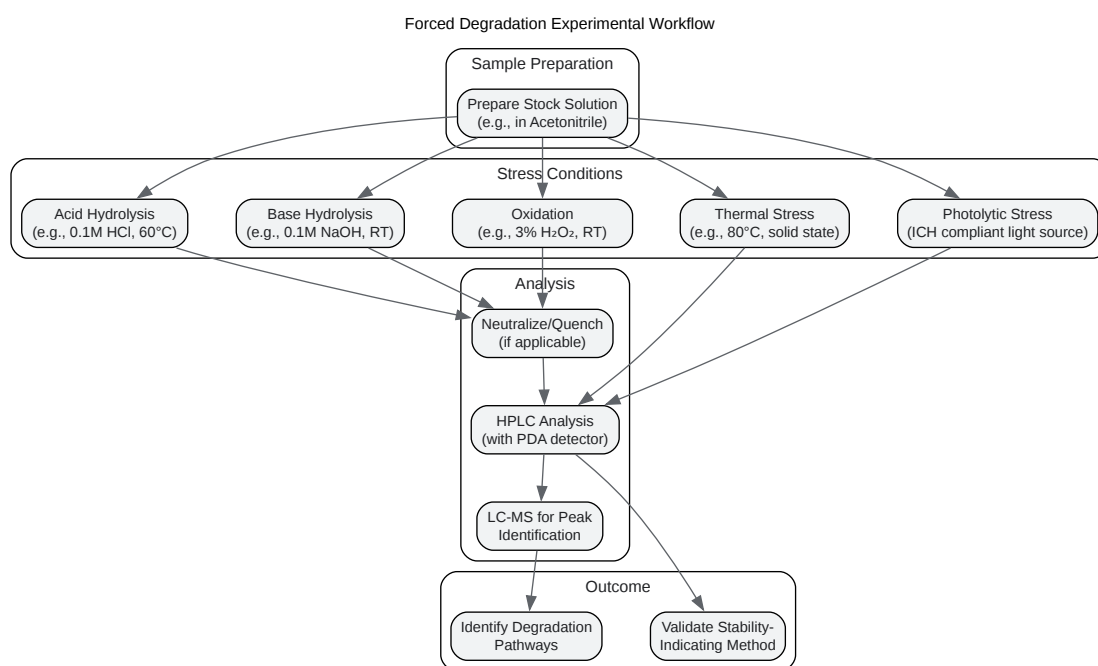 Forced Degradation Experimental Workflow
Sample Preparation
Prepare Stock Solution
(e.g., in Acetonitrile)
Stress Conditions
Acid Hydrolysis
(e.g., 0.1M HCl, 60°C)
Base Hydrolysis
(e.g., 0.1M NaOH, RT)
Oxidation
(e.g., 3% H₂O₂, RT)
Thermal Stress
(e.g., 80°C, solid state)
Photolytic Stress
(ICH compliant light source)
Analysis
Neutralize/Quench
(if applicable)
HPLC Analysis
(with PDA detector)
LC-MS for Peak
Identification
Outcome
Identify Degradation
Pathways
Validate Stability-
Indicating Method